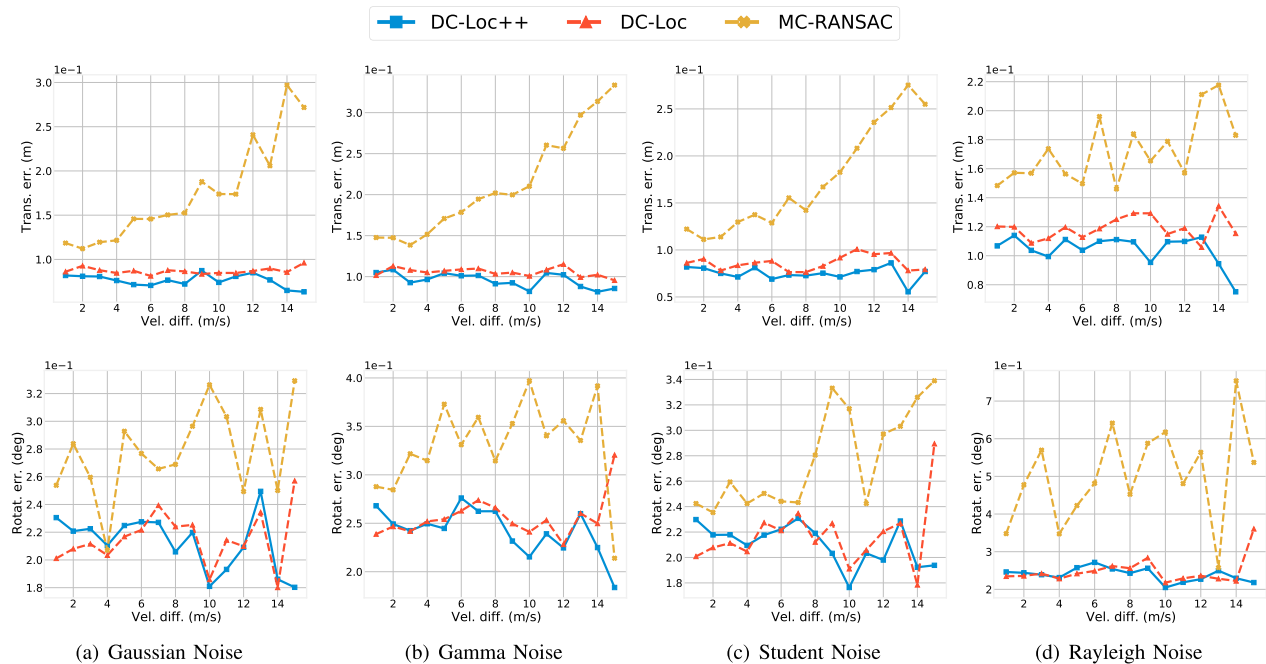 DC-Loc++ DC-Loc MC-RANSAC
1e−1 1e−1 1e−1 1e−1
Trans. err. (m)
3.0
2.5
2.0
1.5
1.0
2 4 6 8 10 12 14
Vel. diff. (m/s)
Trans. err. (m)
3.0
2.5
2.0
1.5
1.0
2 4 6 8 10 12 14
Vel. diff. (m/s)
Trans. err. (m)
2.5
2.0
1.5
1.0
0.5
2 4 6 8 10 12 14
Vel. diff. (m/s)
Trans. err. (m)
2.2
2.0
1.8
1.6
1.4
1.2
1.0
0.8
2 4 6 8 10 12 14
Vel. diff. (m/s)
1e−1 1e−1 1e−1 1e−1
Rotat. err. (deg)
3.2
3.0
2.8
2.6
2.4
2.2
2.0
1.8
2 4 6 8 10 12 14
Vel. diff. (m/s)
Rotat. err. (deg)
4.0
3.5
3.0
2.5
2.0
2 4 6 8 10 12 14
Vel. diff. (m/s)
Rotat. err. (deg)
3.4
3.2
3.0
2.8
2.6
2.4
2.2
2.0
1.8
2 4 6 8 10 12 14
Vel. diff. (m/s)
Rotat. err. (deg)
7
6
5
4
3
2
2 4 6 8 10 12 14
Vel. diff. (m/s)
(a) Gaussian Noise (b) Gamma Noise (c) Student Noise (d) Rayleigh Noise